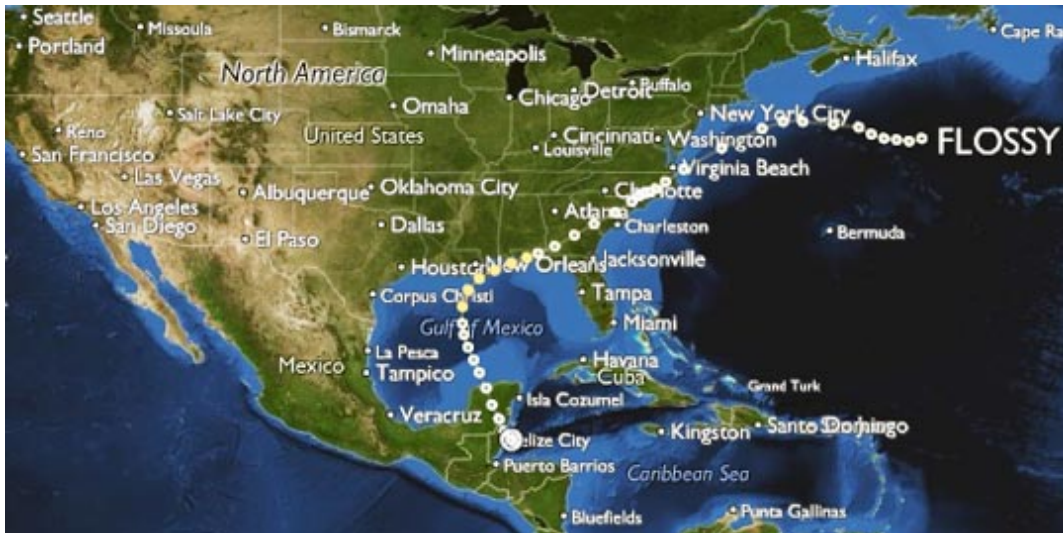 Seattle
Missoula
Bismarck
Cape Ra
Portland
Minneapolis
Halifax
North America
Detroit
Buffalo
Chicago
Omaha
New York City
Salt Lake City
Reno
United States
Cincinnati
Washington
FLOSSY
San Francisco
Louisville
Virginia Beach
Las Vegas
Albuquerque
Oklahoma City
Charlotte
Los Angeles
Atlanta
San Diego
Dallas
Charleston
Bermuda
El Paso
Houston
New Orleans
Jacksonville
Corpus Christi
Tampa
Gulf of Mexico
Miami
La Pesca
Mexico
Tampico
Havana
Cuba
Grand Turk
Isla Cozumel
Veracruz
Kingston
Santo Domingo
Belize City
Puerto Barrios
Caribbean Sea
Bluefields
Punta Gallinas